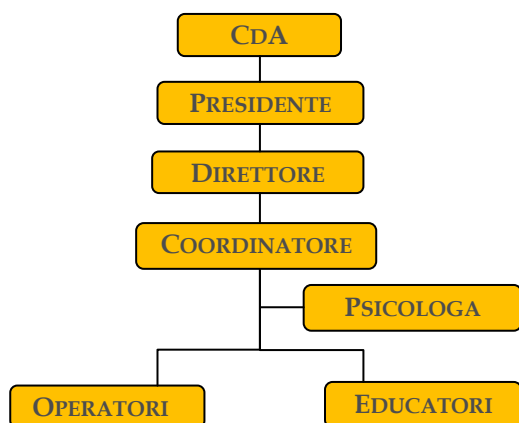 CDA
PRESIDENTE
DIRETTORE
COORDINATORE
PSICOLOGA
OPERATORI
EDUCATORI